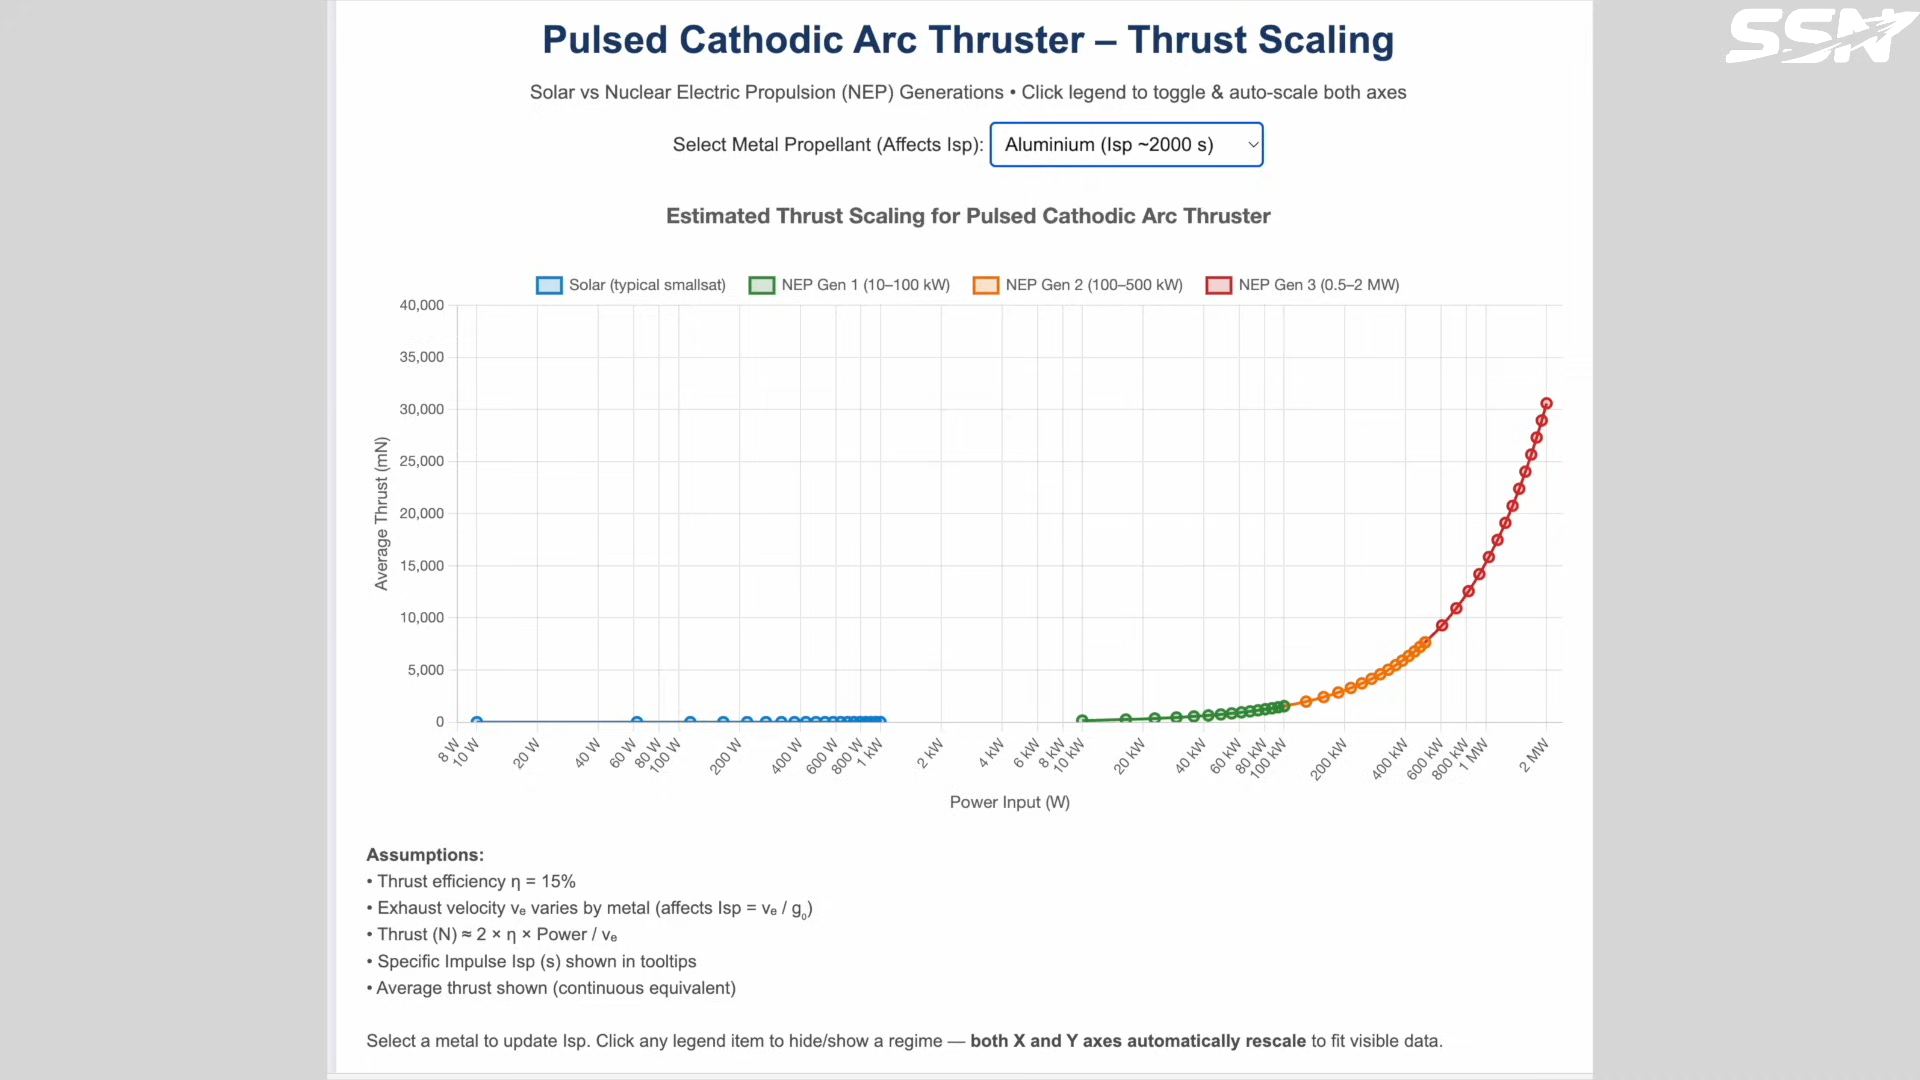 SSN
Pulsed Cathodic Arc Thruster – Thrust Scaling
Solar vs Nuclear Electric Propulsion (NEP) Generations • Click legend to toggle & auto-scale both axes
Select Metal Propellant (Affects Isp): Aluminium (Isp ~2000 s)
Estimated Thrust Scaling for Pulsed Cathodic Arc Thruster
Solar (typical smallsat) NEP Gen 1 (10–100 kW) NEP Gen 2 (100–500 kW) NEP Gen 3 (0.5–2 MW)
Average Thrust (mN)
40,000
35,000
30,000
25,000
20,000
15,000
10,000
5,000
0
8 W 10 W 20 W 40 W 60 W 80 W 100 W 200 W 400 W 600 W 800 W 1 kW 2 kW 4 kW 6 kW 8 kW 10 kW 20 kW 40 kW 60 kW 80 kW 100 kW 200 kW 400 kW 600 kW 800 kW 1 MW 2 MW
Power Input (W)
Assumptions:
• Thrust efficiency η = 15%
• Exhaust velocity vₑ varies by metal (affects Isp = vₑ / g₀)
• Thrust (N) ≈ 2 × η × Power / vₑ
• Specific Impulse Isp (s) shown in tooltips
• Average thrust shown (continuous equivalent)
Select a metal to update Isp. Click any legend item to hide/show a regime — both X and Y axes automatically rescale to fit visible data.